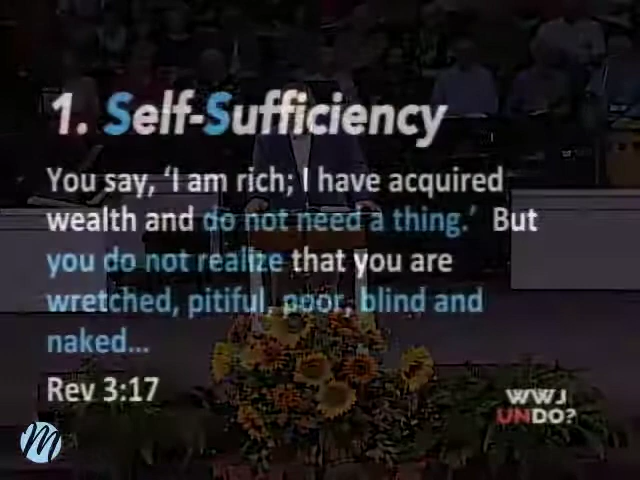 1. Self-Sufficiency
You say, ‘I am rich; I have acquired
wealth and do not need a thing.’ But
you do not realize that you are
wretched, pitiful, poor, blind and
naked...
Rev 3:17
WWJ
UNDO?
M